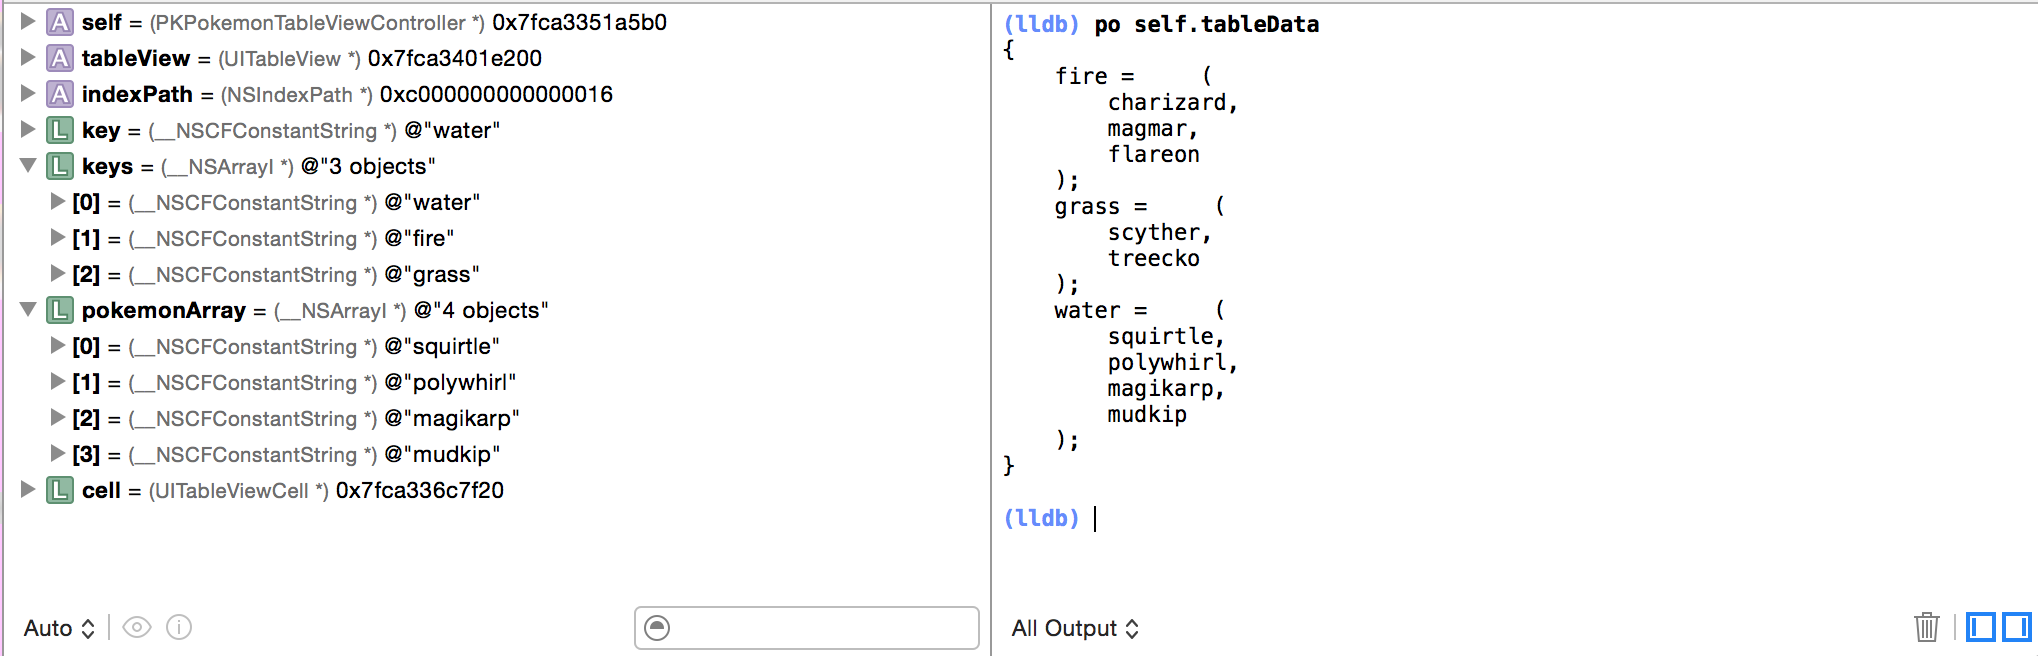 A self = (PKPokemonTableViewController *) 0x7fca3351a5b0
A tableView = (UITableView *) 0x7fca3401e200
A indexPath = (NSIndexPath *) 0xc000000000000016
L key = (__NSCFConstantString *) @"water"
L keys = (__NSArrayI *) @"3 objects"
[0] = (__NSCFConstantString *) @"water"
[1] = (__NSCFConstantString *) @"fire"
[2] = (__NSCFConstantString *) @"grass"
L pokemonArray = (__NSArrayI *) @"4 objects"
[0] = (__NSCFConstantString *) @"squirtle"
[1] = (__NSCFConstantString *) @"polywhirl"
[2] = (__NSCFConstantString *) @"magikarp"
[3] = (__NSCFConstantString *) @"mudkip"
L cell = (UITableViewCell *) 0x7fca336c7f20
Auto
(lldb) po self.tableData
{
    fire =     (
        charizard,
        magmar,
        flareon
    );
    grass =     (
        scyther,
        treecko
    );
    water =     (
        squirtle,
        polywhirl,
        magikarp,
        mudkip
    );
}
(lldb)
All Output